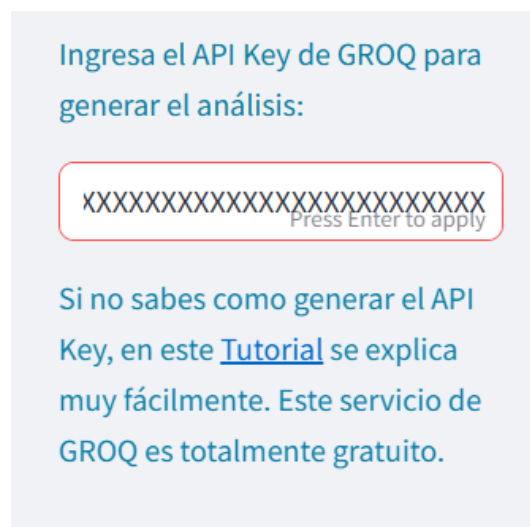 Ingresa el API Key de GROQ para
generar el análisis:
XXXXXXXXXXXXXXXXXXXXXXXXXX
Press Enter to apply
Si no sabes como generar el API
Key, en este Tutorial se explica
muy fácilmente. Este servicio de
GROQ es totalmente gratuito.